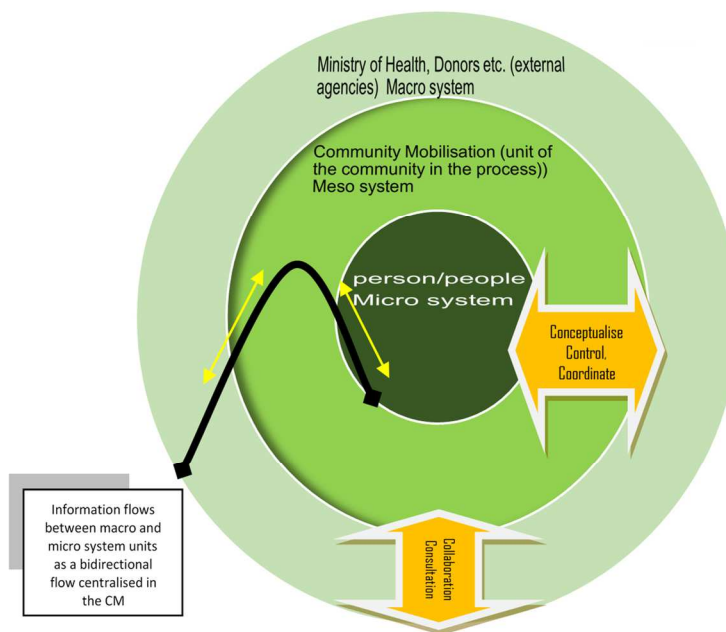 Ministry of Health, Donors etc. (external
agencies) Macro system
Community Mobilisation (unit of
the community in the process))
Meso system
person/people
Micro system
Conceptualise
Control,
Coordinate
Information flows
between macro and
micro system units
as a bidirectional
flow centralised in
the CM
Collaboration
Consultation